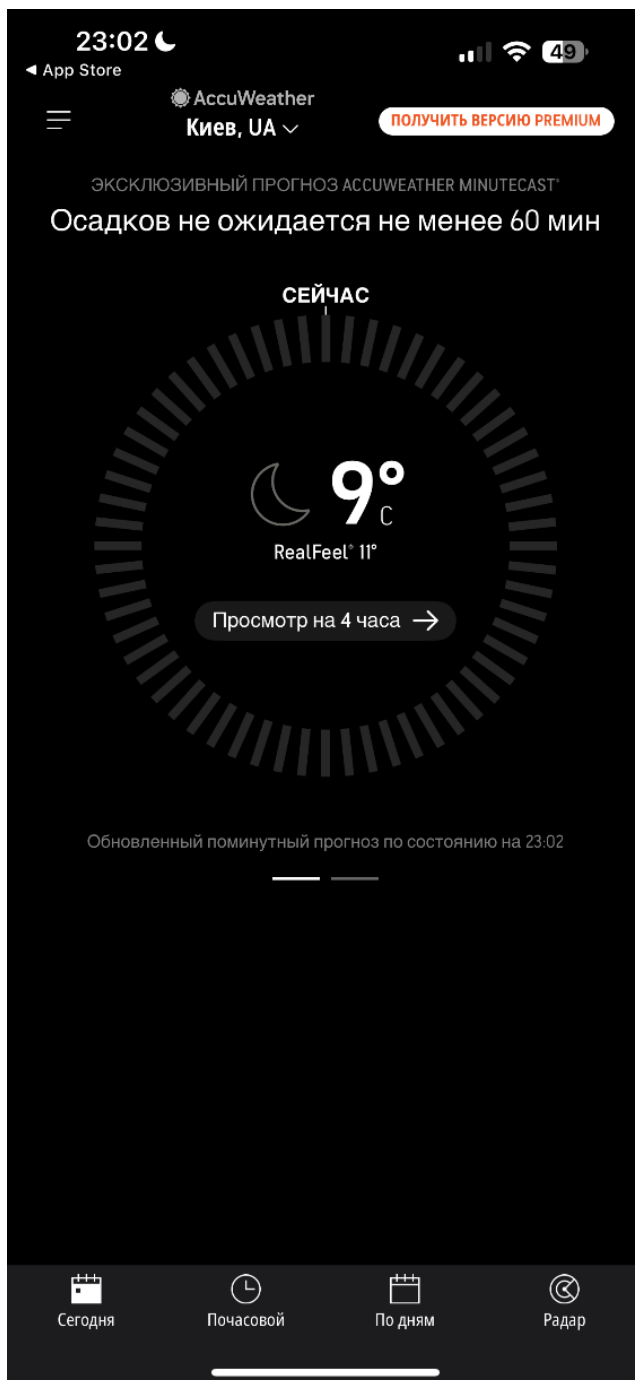 23:02
◀ App Store
49
AccuWeather
Киев, UA
ПОЛУЧИТЬ ВЕРСИЮ PREMIUM
ЭКСКЛЮЗИВНЫЙ ПРОГНОЗ ACCUWEATHER MINUTECAST®
Осадков не ожидается не менее 60 мин
СЕЙЧАС
9°
C
RealFeel® 11°
Просмотр на 4 часа →
Обновленный поминутный прогноз по состоянию на 23:02
Сегодня
Почасовой
По дням
Радар